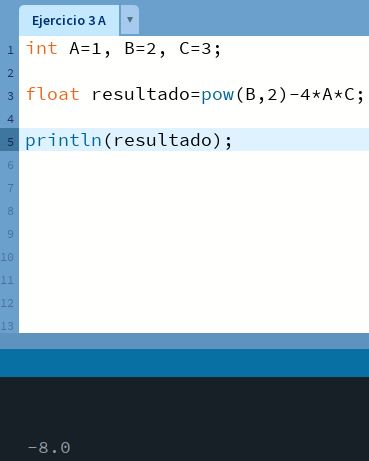 Ejercicio 3 A ▼
1 int A=1, B=2, C=3;
2
3 float resultado=pow(B,2)-4*A*C;
4
5 println(resultado);
6
7
8
9
10
11
12
13
-8.0